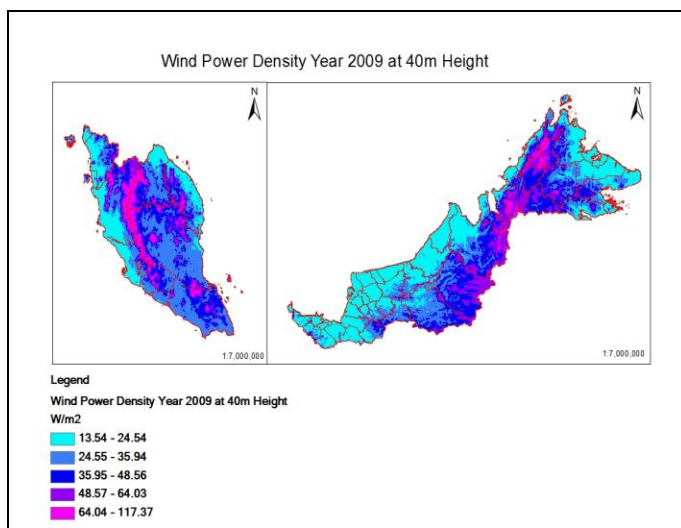 Wind Power Density Year 2009 at 40m Height
N
N
1:7,000,000
1:7,000,000
Legend
Wind Power Density Year 2009 at 40m Height
W/m2
13.54 - 24.54
24.55 - 35.94
35.95 - 48.56
48.57 - 64.03
64.04 - 117.37